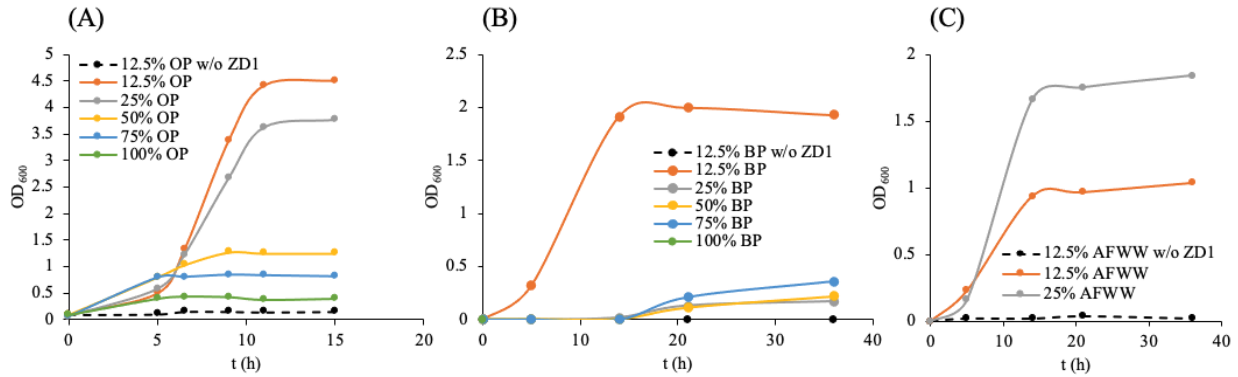 (A)
5
4.5
4
3.5
3
2.5
2
1.5
1
0.5
0
OD600
0
5
10
15
20
t (h)
12.5% OP w/o ZD1
12.5% OP
25% OP
50% OP
75% OP
100% OP
(B)
2.5
2
1.5
1
0.5
0
OD600
0
10
20
30
40
t (h)
12.5% BP w/o ZD1
12.5% BP
25% BP
50% BP
75% BP
100% BP
(C)
2
1.5
1
0.5
0
OD600
0
10
20
30
40
t (h)
12.5% AFWW w/o ZD1
12.5% AFWW
25% AFWW